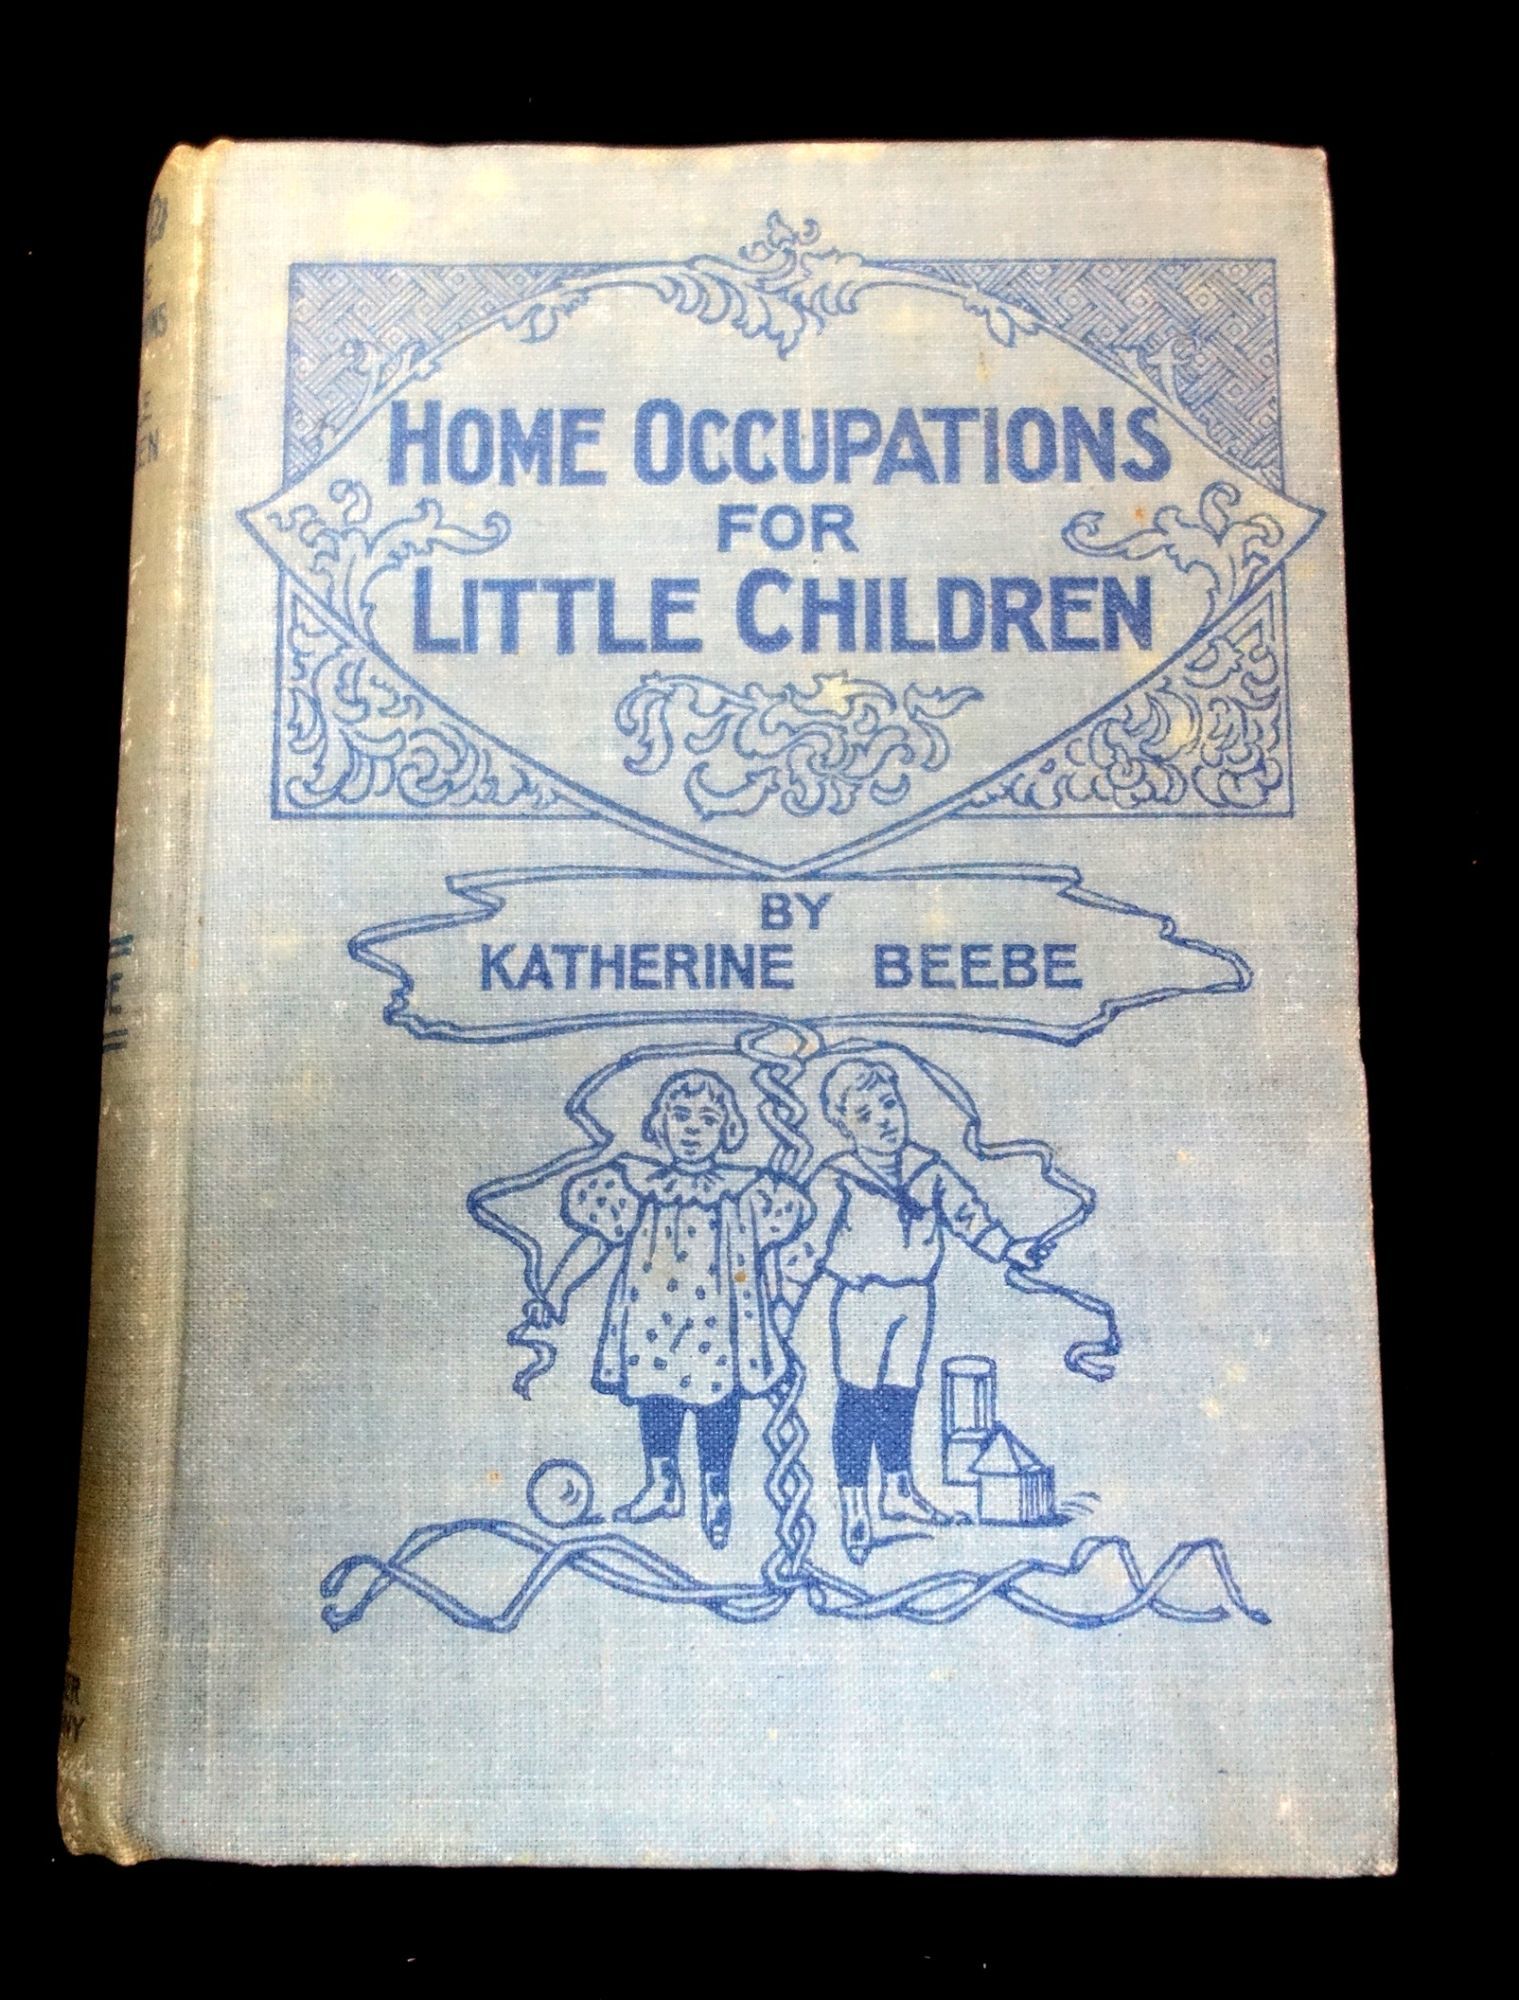 HOME OCCUPATIONS
FOR
LITTLE CHILDREN
BY
KATHERINE BEEBE